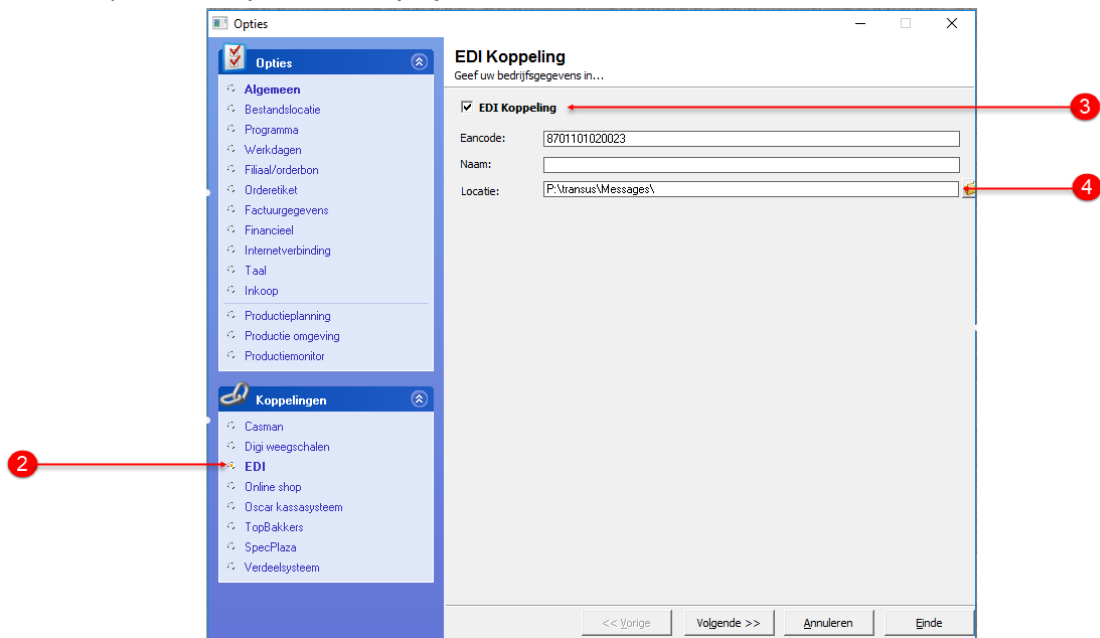 Opties
Opties
Algemeen
Bestandslocatie
Programma
Werkdagen
Filiaal/orderbon
Orderetiket
Factuurgegevens
Financieel
Internetverbinding
Taal
Inkoop
Productieplanning
Productie omgeving
Productiemonitor
Koppelingen
Casman
Digi weegschalen
EDI
Online shop
Oscar kassasysteem
TopBakkers
SpecPlaza
Verdeelsysteem
2
EDI Koppeling
Geef uw bedrijfsgegevens in...
EDI Koppeling
3
Eancode: 8701101020023
Naam:
Locatie: P:\transus\Messages\
4
<< Vorige Volgende >> Annuleren Einde